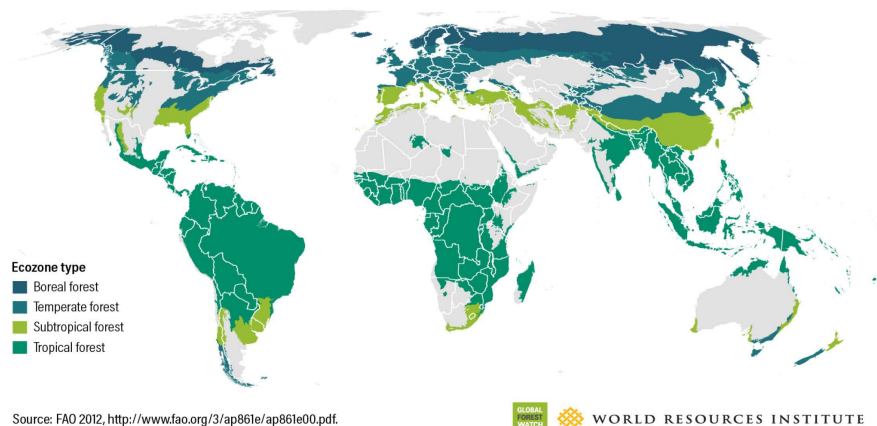 Ecozone type
Boreal forest
Temperate forest
Subtropical forest
Tropical forest
Source: FAO 2012, http://www.fao.org/3/ap861e/ap861e00.pdf.
GLOBAL
FOREST
WATCH
WORLD RESOURCES INSTITUTE